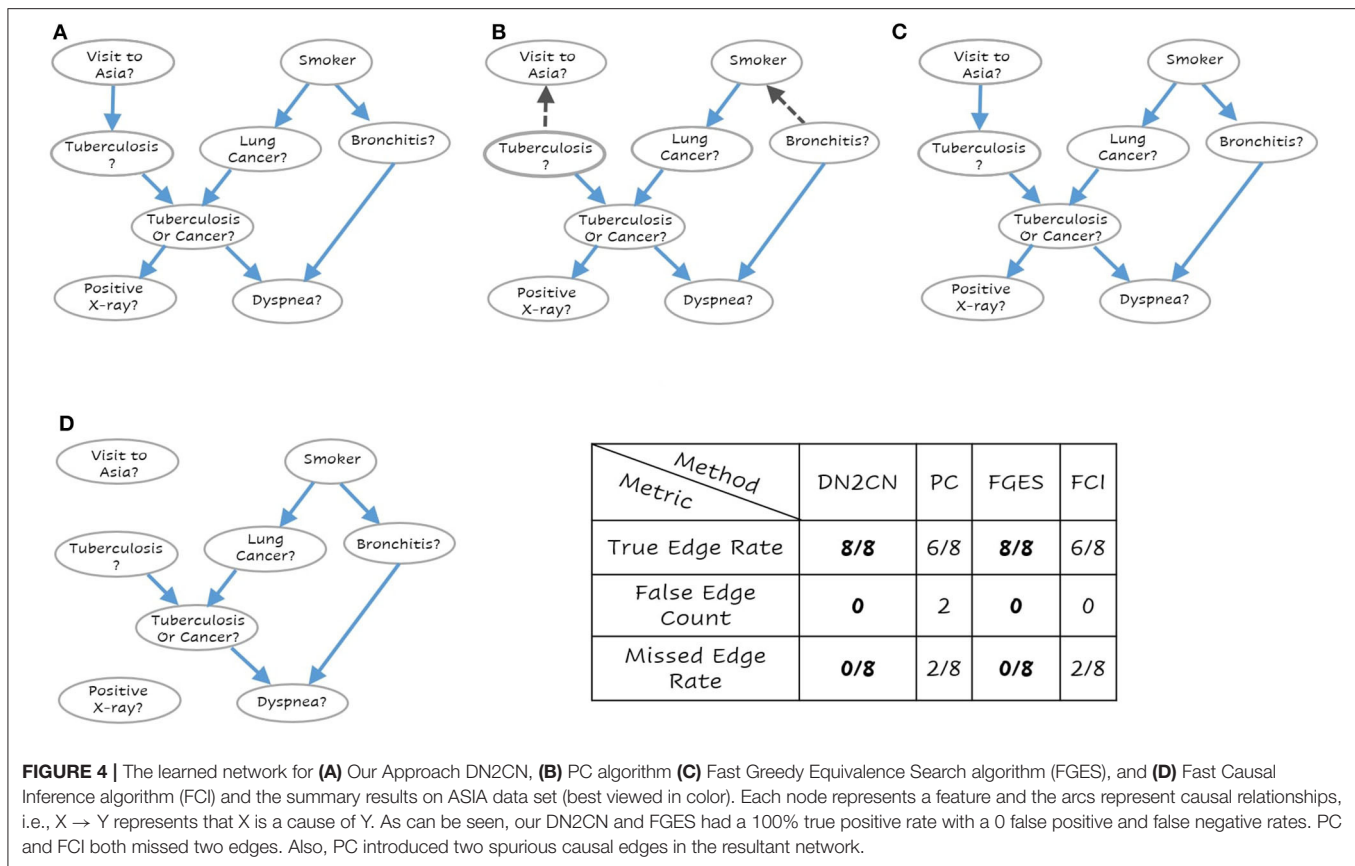 A
Visit to
Asia?
Smoker
Tuberculosis
?
Lung
Cancer?
Bronchitis?
Tuberculosis
Or Cancer?
Positive
X-ray?
Dyspnea?
B
Visit to
Asia?
Smoker
Tuberculosis
?
Lung
Cancer?
Bronchitis?
Tuberculosis
Or Cancer?
Positive
X-ray?
Dyspnea?
C
Visit to
Asia?
Smoker
Tuberculosis
?
Lung
Cancer?
Bronchitis?
Tuberculosis
Or Cancer?
Positive
X-ray?
Dyspnea?
D
Visit to
Asia?
Smoker
Tuberculosis
?
Lung
Cancer?
Bronchitis?
Tuberculosis
Or Cancer?
Positive
X-ray?
Dyspnea?
Method
Metric
DN2CN PC FGES FCI
True Edge Rate 8/8 6/8 8/8 6/8
False Edge
Count
0 2 0 0
Missed Edge
Rate
0/8 2/8 0/8 2/8
FIGURE 4 | The learned network for (A) Our Approach DN2CN, (B) PC algorithm (C) Fast Greedy Equivalence Search algorithm (FGES), and (D) Fast Causal
Inference algorithm (FCI) and the summary results on ASIA data set (best viewed in color). Each node represents a feature and the arcs represent causal relationships,
i.e., X → Y represents that X is a cause of Y. As can be seen, our DN2CN and FGES had a 100% true positive rate with a 0 false positive and false negative rates. PC
and FCI both missed two edges. Also, PC introduced two spurious causal edges in the resultant network.